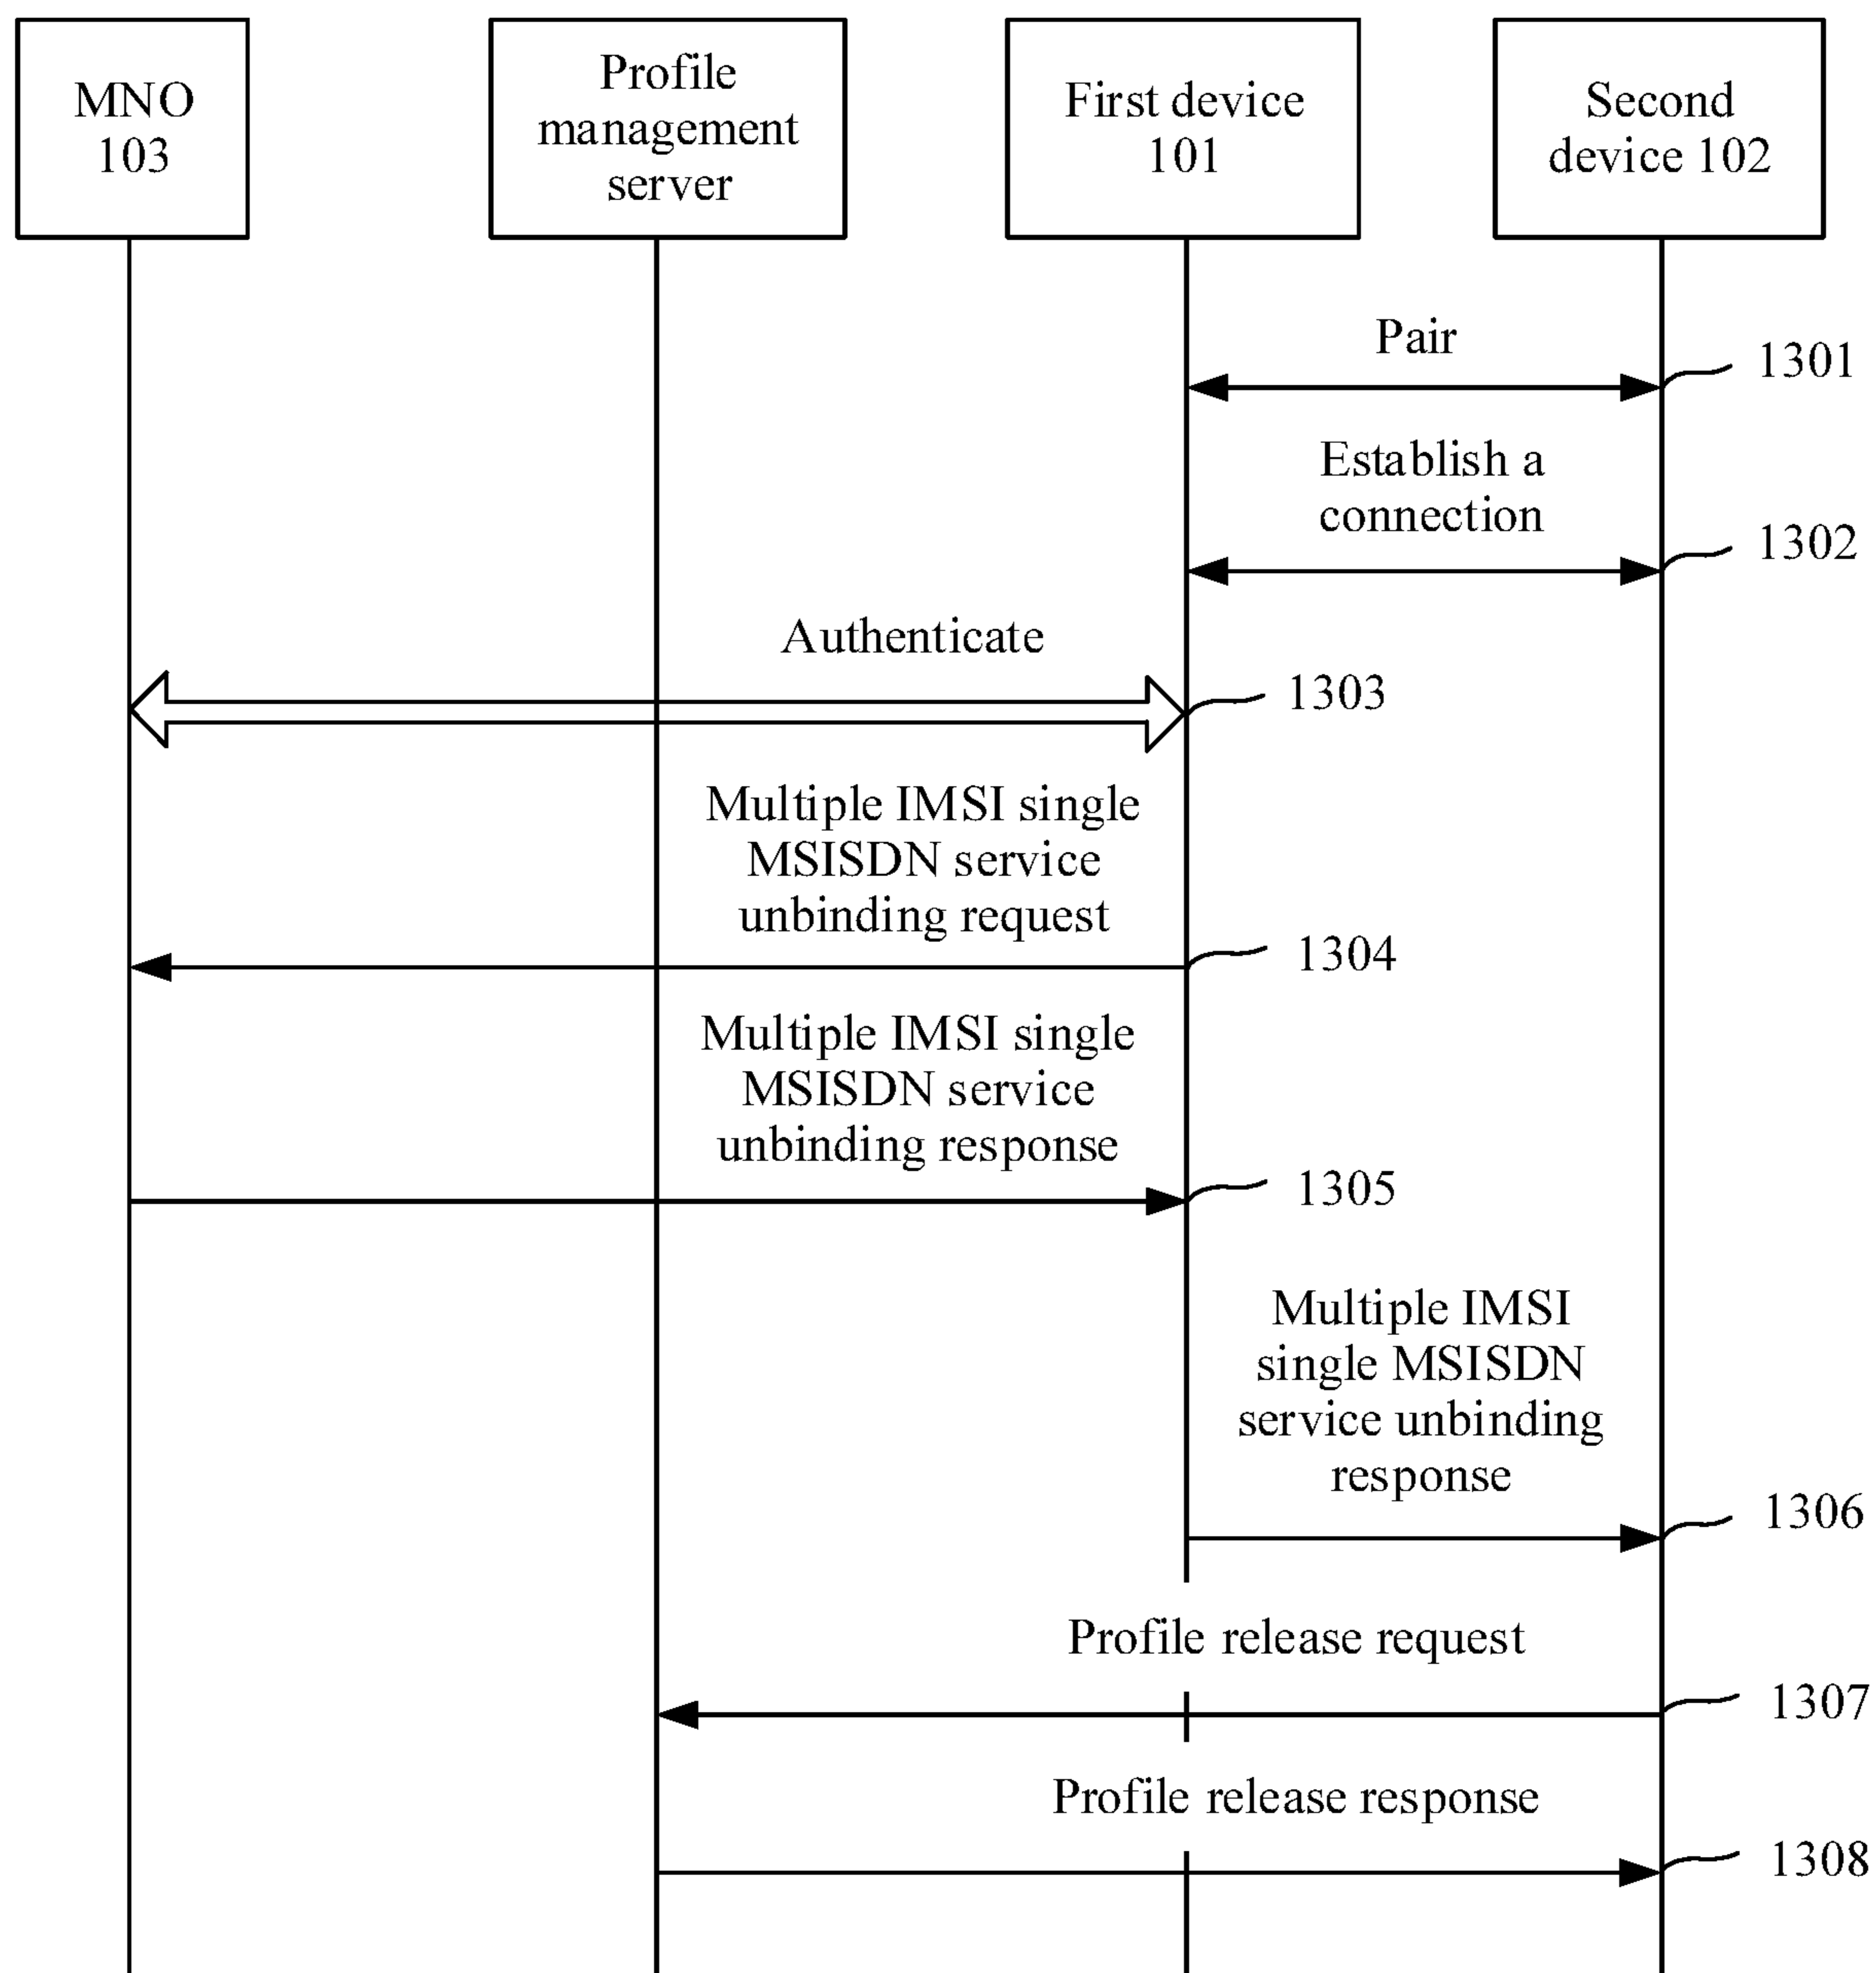 MNO
103
Profile
management
server
First device
101
Second
device 102
Pair
1301
Establish a
connection
1302
Authenticate
1303
Multiple IMSI single
MSISDN service
unbinding request
1304
Multiple IMSI single
MSISDN service
unbinding response
1305
Multiple IMSI
single MSISDN
service unbinding
response
1306
Profile release request
1307
Profile release response
1308